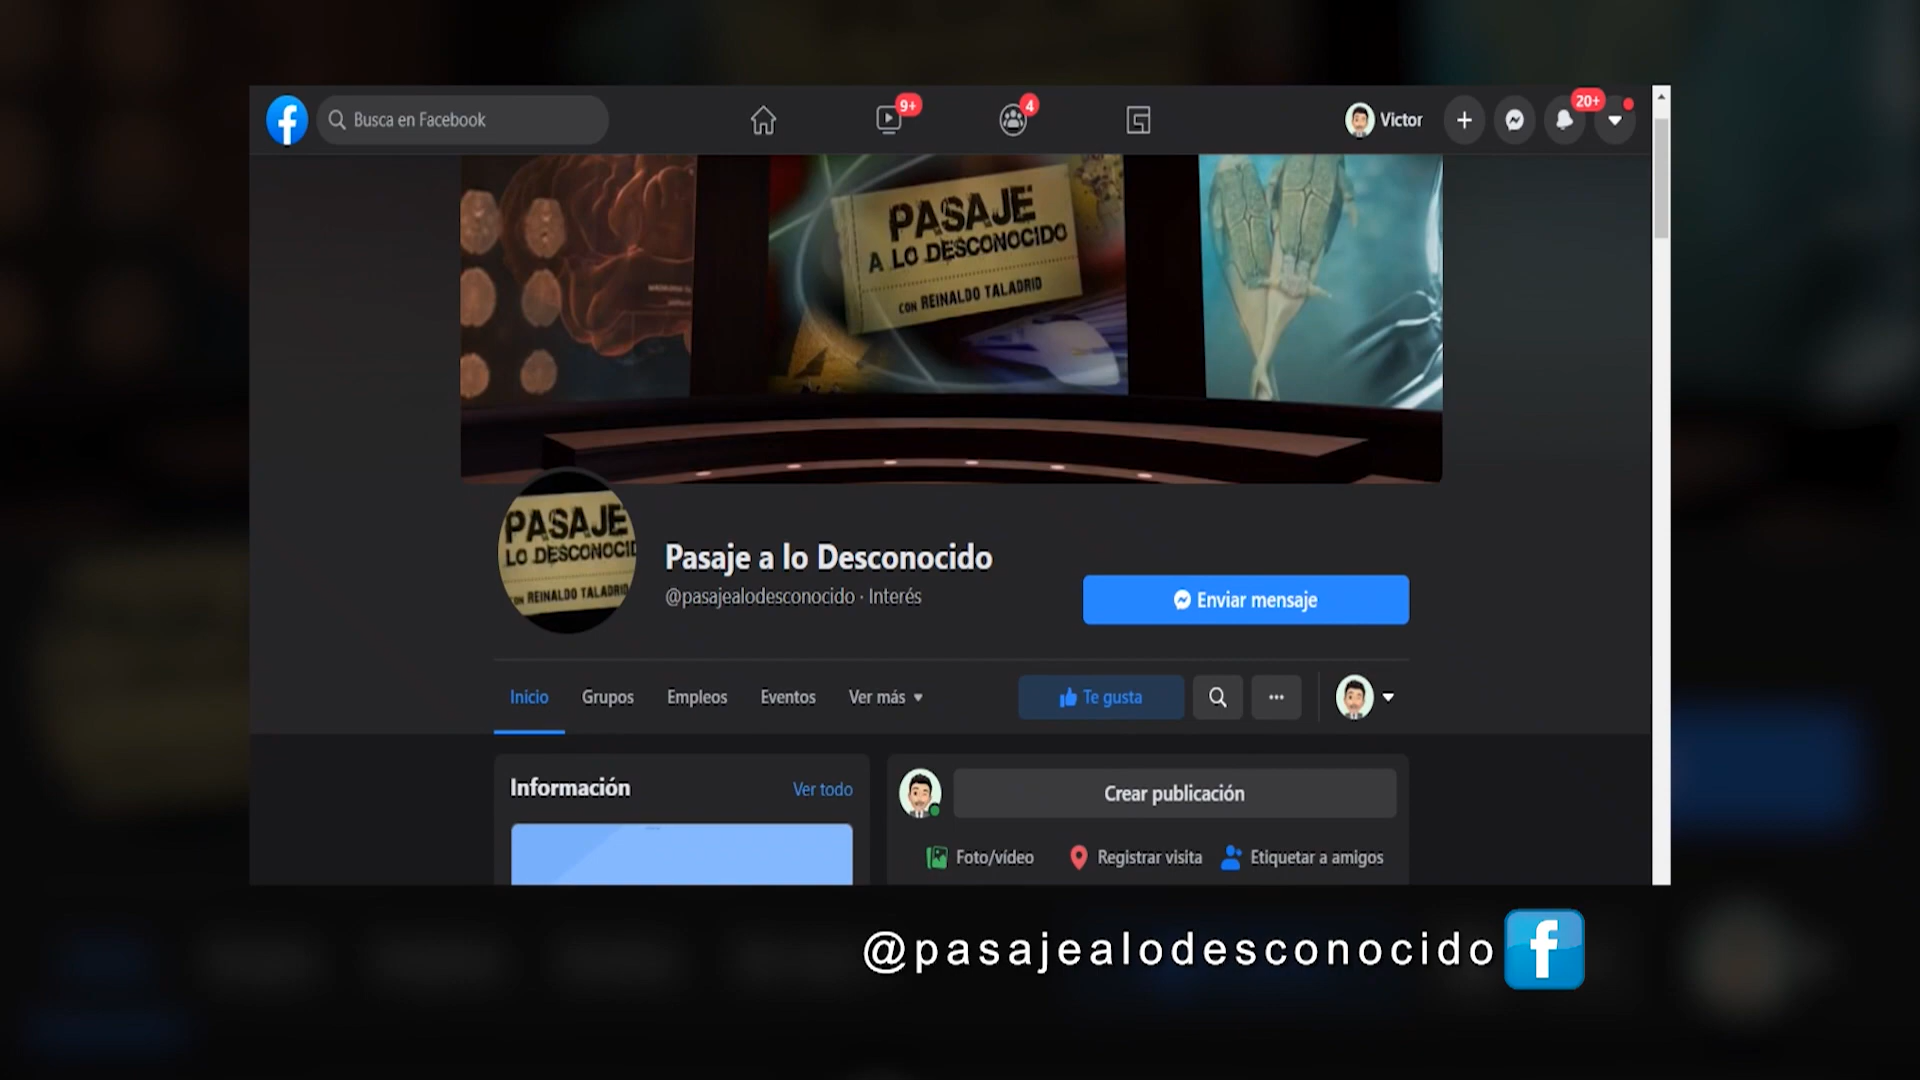 Busca en Facebook
9+
4
Victor
20+
PASAJE
A LO DESCONOCIDO
CON REINALDO TALADRID
PASAJE
LO DESCONOCID
REINALDO TALADRID
Pasaje a lo Desconocido
@pasajealodesconocido · Interés
Enviar mensaje
Inicio
Grupos
Empleos
Eventos
Ver más
Te gusta
Información
Ver todo
Crear publicación
Foto/vídeo
Registrar visita
Etiquetar a amigos
@pasajealodesconocido